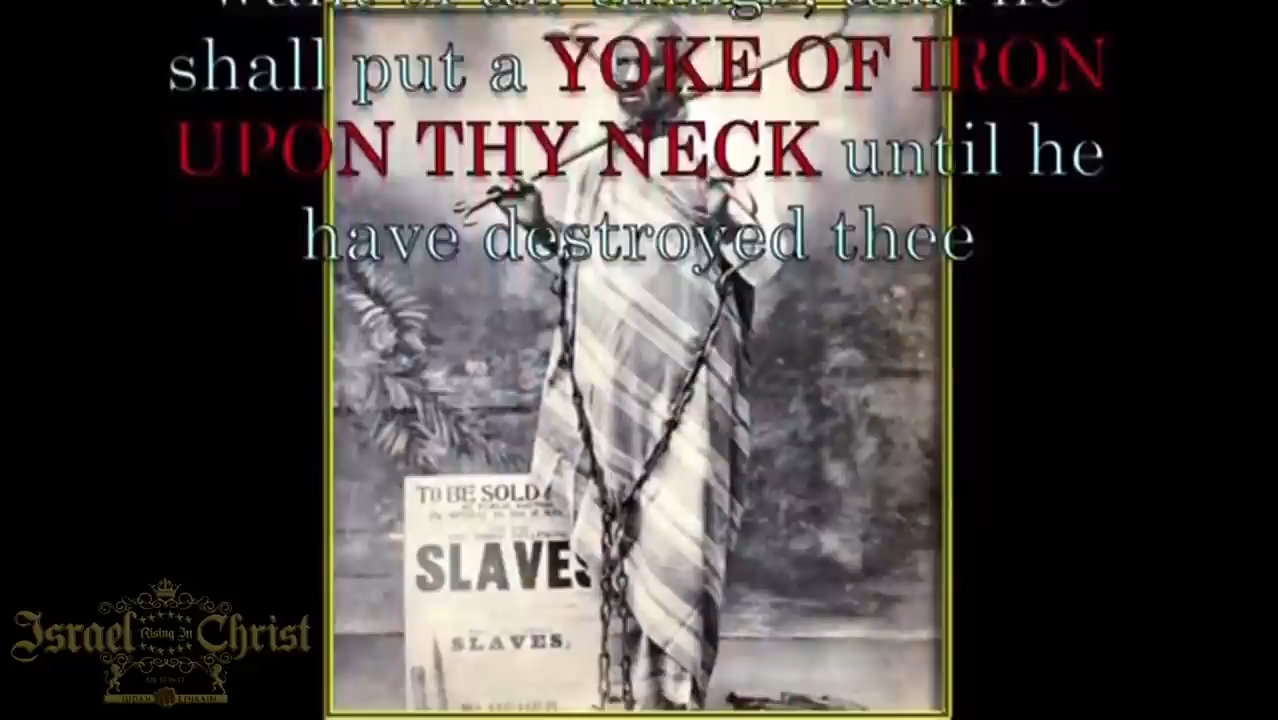 shall put a YOKE OF IRON
UPON THY NECK until he
have destroyed thee
TO BE SOLD
SLAVES
SLAVES,
Israel Rising In Christ
JUDAH